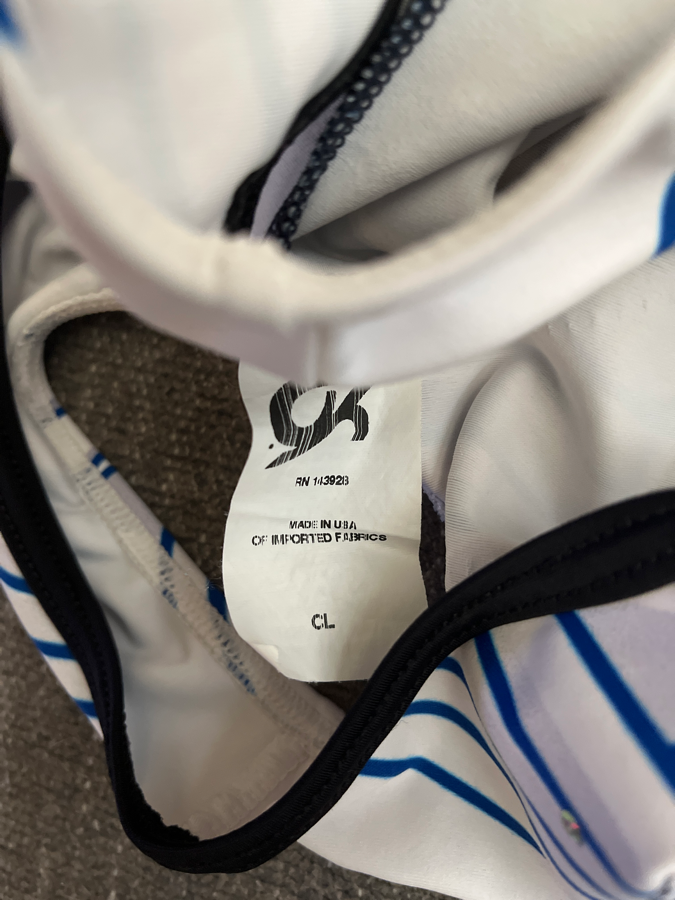 RN 143928
MADE IN USA
OF IMPORTED FABRICS
CL